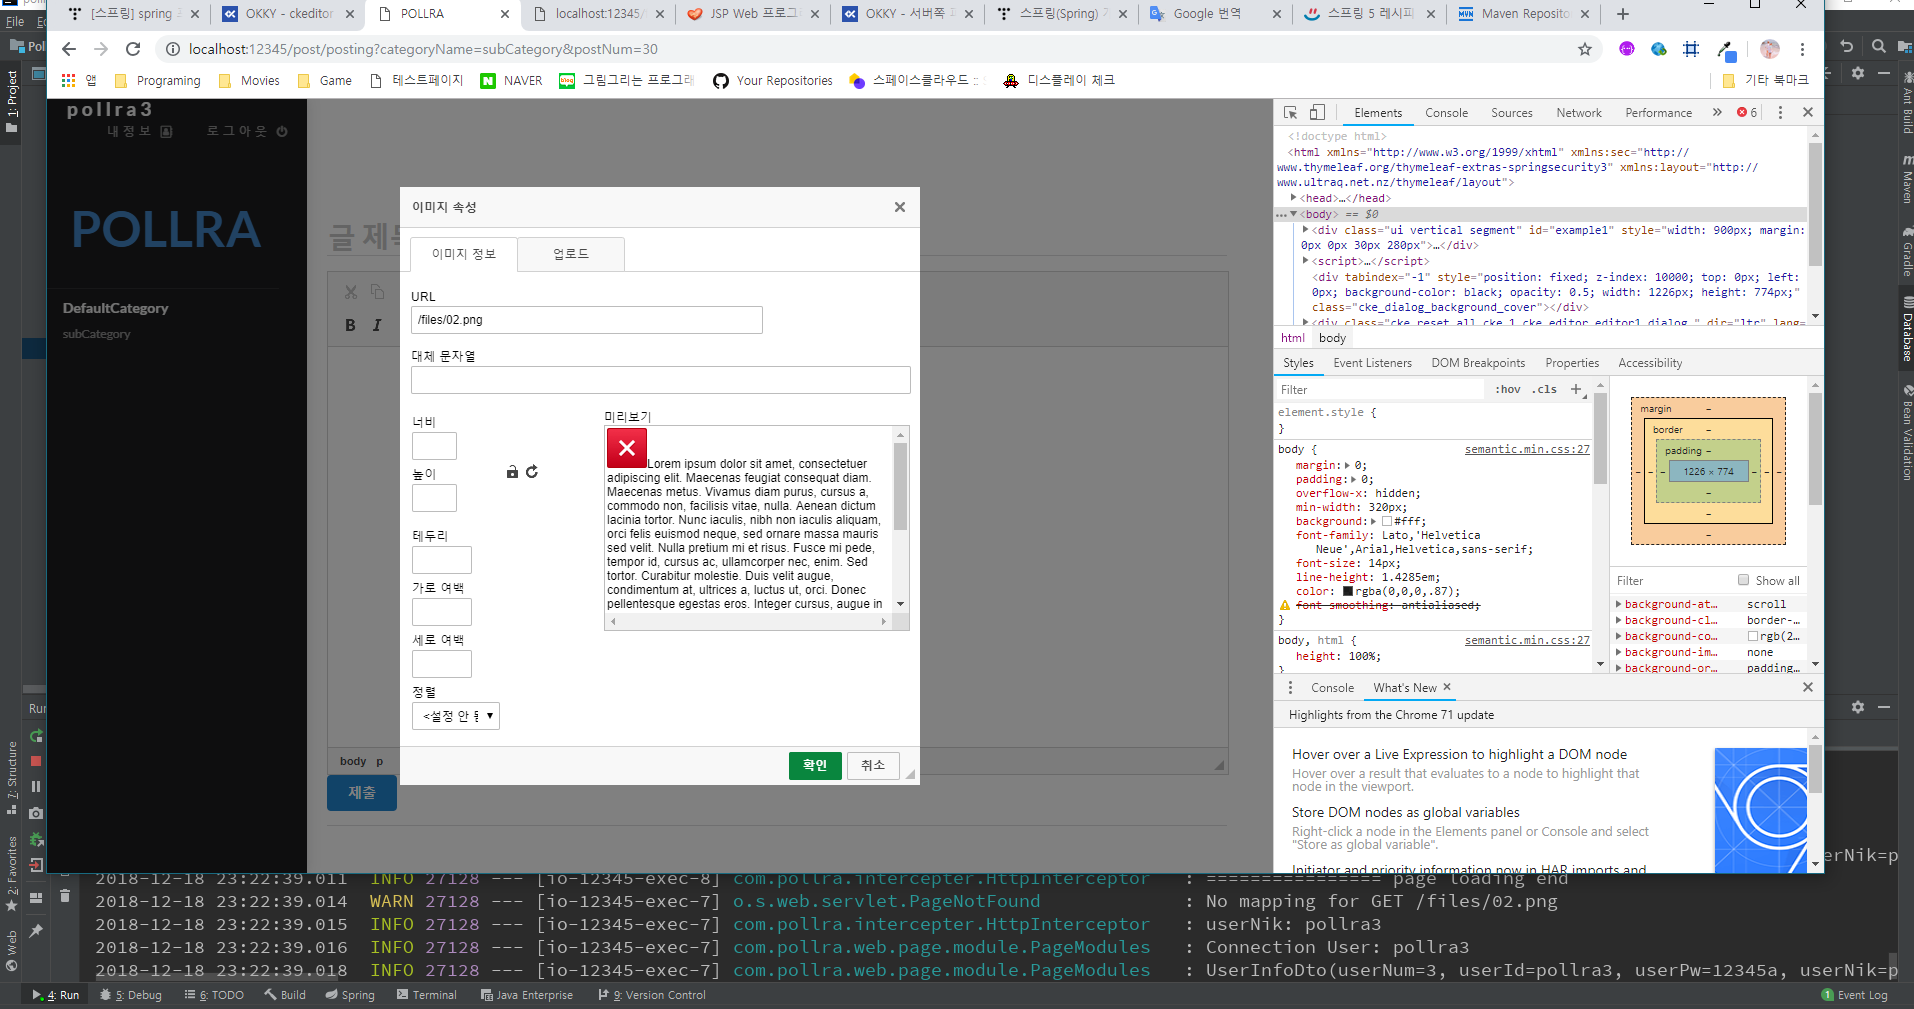 File
[스프링] spring
OKKY - ckeditor
POLLRA
localhost:12345/
JSP Web 프로그
OKKY - 서버쪽
스프링(Spring)
Google 번역
스프링 5 레시피
Maven Reposito
localhost:12345/post/posting?categoryName=subCategory&postNum=30
앱
Programing
Movies
Game
테스트페이지
NAVER
그림그리는 프로그래
Your Repositories
스페이스클라우드 ::
디스플레이 체크
기타 북마크
1: Project
7: Structure
2: Favorites
Web
Ant Build
Maven
Gradle
Database
Bean Validation
pollra3
내정보
로그아웃
POLLRA
DefaultCategory
subCategory
글 제목
B I
body p
제출
이미지 속성
이미지 정보
업로드
URL
/files/02.png
대체 문자열
너비
높이
테두리
가로 여백
세로 여백
정렬
<설정 안 됨
미리보기
Lorem ipsum dolor sit amet, consectetuer
adipiscing elit. Maecenas feugiat consequat diam.
Maecenas metus. Vivamus diam purus, cursus a,
commodo non, facilisis vitae, nulla. Aenean dictum
lacinia tortor. Nunc iaculis, nibh non iaculis aliquam,
orci felis euismod neque, sed ornare massa mauris
sed velit. Nulla pretium mi et risus. Fusce mi pede,
tempor id, cursus ac, ullamcorper nec, enim. Sed
tortor. Curabitur molestie. Duis velit augue,
condimentum at, ultrices a, luctus ut, orci. Donec
pellentesque egestas eros. Integer cursus, augue in
확인
취소
Elements
Console
Sources
Network
Performance
»
6
<!doctype html>
<html xmlns="http://www.w3.org/1999/xhtml" xmlns:sec="http://
www.thymeleaf.org/thymeleaf-extras-springsecurity3" xmlns:layout="http://
www.ultraq.net.nz/thymeleaf/layout">
<head>…</head>
<body> == $0
<div class="ui vertical segment" id="example1" style="width: 900px; margin:
0px 0px 30px 280px">…</div>
<script>…</script>
<div tabindex="-1" style="position: fixed; z-index: 10000; top: 0px; left:
0px; background-color: black; opacity: 0.5; width: 1226px; height: 774px;"
class="cke_dialog_background_cover"></div>
<div class="cke_reset_all cke_1 cke_editor_editor1_dialog " dir="ltr" lang=
html body
Styles
Event Listeners
DOM Breakpoints
Properties
Accessibility
Filter
:hov .cls +
element.style {
}
body {
semantic.min.css:27
margin: 0;
padding: 0;
overflow-x: hidden;
min-width: 320px;
background: #fff;
font-family: Lato,'Helvetica
Neue',Arial,Helvetica,sans-serif;
font-size: 14px;
line-height: 1.4285em;
color: rgba(0,0,0,.87);
font-smoothing: antialiased;
}
body, html {
semantic.min.css:27
height: 100%;
}
margin –
border –
padding –
– – – 1226 × 774 – – –
–
–
–
Filter
Show all
background-at… scroll
background-cl… border-…
background-co… rgb(2…
background-im… none
background-or… padding…
Console
What's New
Highlights from the Chrome 71 update
Hover over a Live Expression to highlight a DOM node
Hover over a result that evaluates to a node to highlight that
node in the viewport.
Store DOM nodes as global variables
Right-click a node in the Elements panel or Console and select
"Store as global variable".
Initiator and priority information now in HAR imports and
Run
erNik=p
2018-12-18 23:22:39.011 INFO 27128 --- [io-12345-exec-8] com.pollra.intercepter.HttpInterceptor : ================ page loading end
2018-12-18 23:22:39.014 WARN 27128 --- [io-12345-exec-7] o.s.web.servlet.PageNotFound : No mapping for GET /files/02.png
2018-12-18 23:22:39.015 INFO 27128 --- [io-12345-exec-7] com.pollra.intercepter.HttpInterceptor : userNik: pollra3
2018-12-18 23:22:39.016 INFO 27128 --- [io-12345-exec-7] com.pollra.web.page.module.PageModules : Connection User: pollra3
2018-12-18 23:22:39.018 INFO 27128 --- [io-12345-exec-7] com.pollra.web.page.module.PageModules : UserInfoDto(userNum=3, userId=pollra3, userPw=12345a, userNik=p
4: Run
5: Debug
6: TODO
Build
Spring
Terminal
Java Enterprise
9: Version Control
1 Event Log